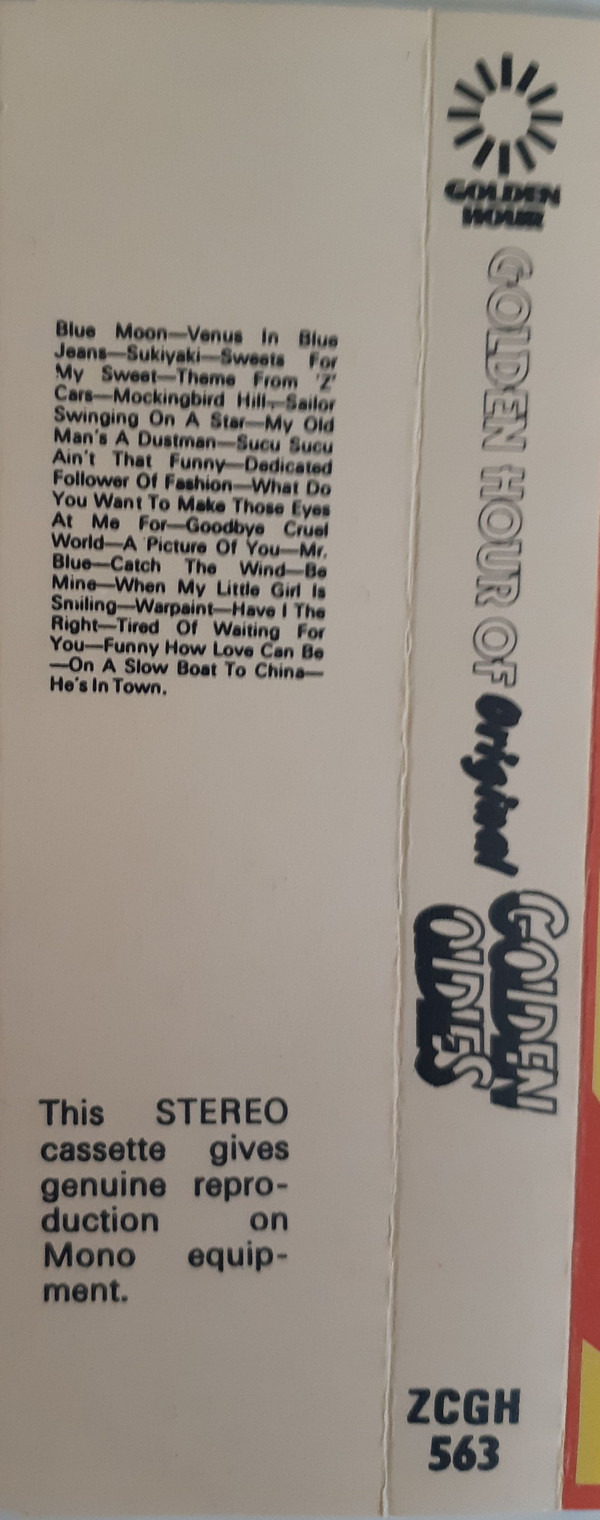 Blue Moon—Venus In Blue
Jeans—Sukiyaki—Sweets For
My Sweet—Theme From 'Z'
Cars—Mockingbird Hill—Sailor
Swinging On A Star—My Old
Man's A Dustman—Sucu Sucu
Ain't That Funny—Dedicated
Follower Of Fashion—What Do
You Want To Make Those Eyes
At Me For—Goodbye Cruel
World—A Picture Of You—Mr.
Blue—Catch The Wind—Be
Mine—When My Little Girl Is
Smiling—Warpaint—Have I The
Right—Tired Of Waiting For
You—Funny How Love Can Be
—On A Slow Boat To China—
He's In Town.
This STEREO
cassette gives
genuine repro-
duction on
Mono equip-
ment.
GOLDEN
HOUR
GOLDEN HOUR OF Original
GOLDEN
OLDIES
ZCGH
563